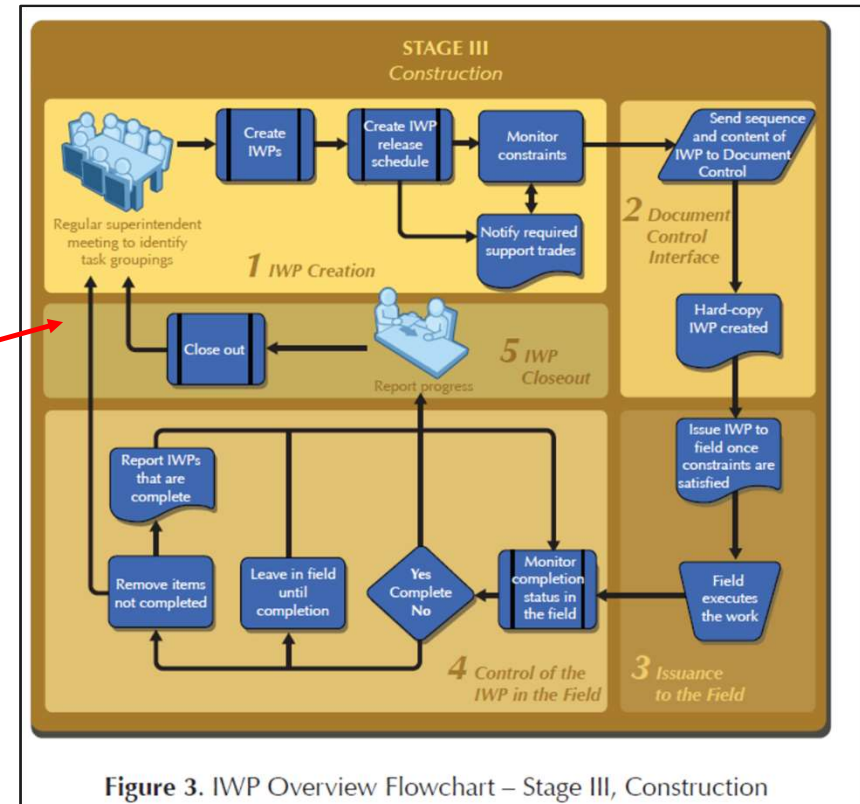 STAGE III
Construction
Regular superintendent
meeting to identify
task groupings
Create
IWPs
Create IWP
release
schedule
Monitor
constraints
Notify required
support trades
1 IWP Creation
Send sequence
and content of
IWP to Document
Control
2 Document
Control
Interface
Hard-copy
IWP created
Close out
Report progress
5 IWP
Closeout
Issue IWP to
field once
constraints are
satisfied
Field
executes
the work
3 Issuance
to the Field
Report IWPs
that are
complete
Remove items
not completed
Leave in field
until
completion
Yes
Complete
No
Monitor
completion
status in
the field
4 Control of the
IWP in the Field
Figure 3. IWP Overview Flowchart – Stage III, Construction